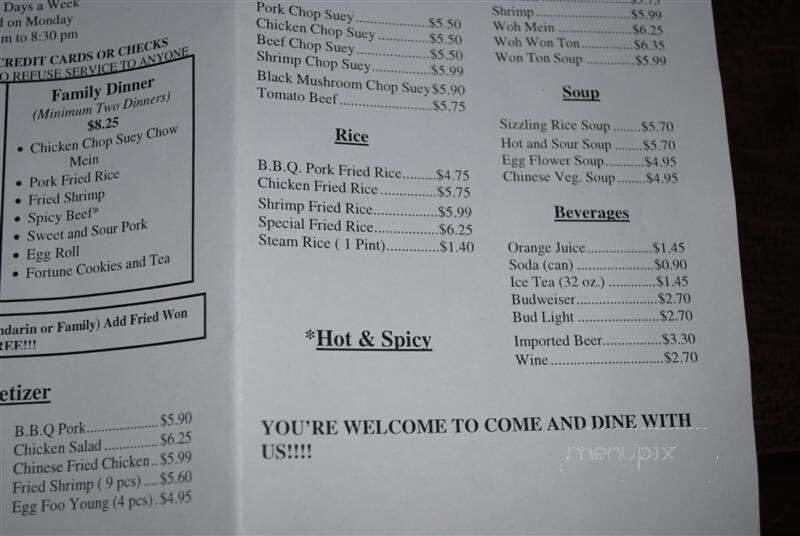 Days a Week
d on Monday
m to 8:30 pm
CREDIT CARDS OR CHECKS
O REFUSE SERVICE TO ANYONE
Family Dinner
(Minimum Two Dinners)
$8.25
• Chicken Chop Suey Chow
Mein
• Pork Fried Rice
• Fried Shrimp
• Spicy Beef*
• Sweet and Sour Pork
• Egg Roll
• Fortune Cookies and Tea
ndarin or Family) Add Fried Won
REE!!!
etizer
B.B.Q Pork....................$5.90
Chicken Salad ...............$6.25
Chinese Fried Chicken..$5.99
Fried Shrimp ( 9 pcs) ....$5.60
Egg Foo Young (4 pcs).$4.95
Pork Chop Suey....................$5.50
Chicken Chop Suey................$5.50
Beef Chop Suey....................$5.50
Shrimp Chop Suey.................$5.99
Black Mushroom Chop Suey$5.90
Tomato Beef........................$5.75
Rice
B.B.Q. Pork Fried Rice........$4.75
Chicken Fried Rice .............$5.75
Shrimp Fried Rice...............$5.99
Special Fried Rice...............$6.25
Steam Rice ( 1 Pint).............$1.40
*Hot & Spicy
YOU'RE WELCOME TO COME AND DINE WITH
US!!!!
Shrimp............................$5.99
Woh Mein.......................$6.25
Woh Won Ton................$6.35
Won Ton Soup................$5.99
Soup
Sizzling Rice Soup ........$5.70
Hot and Sour Soup ........$5.70
Egg Flower Soup...........$4.95
Chinese Veg. Soup ........$4.95
Beverages
Orange Juice..................$1.45
Soda (can) .....................$0.90
Ice Tea (32 oz.) .............$1.45
Budweiser......................$2.70
Bud Light ......................$2.70
Imported Beer................$3.30
Wine ..............................$2.70
menupix